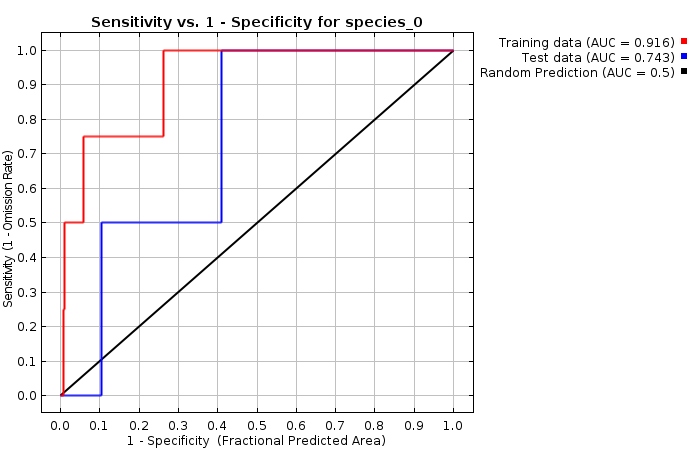 Sensitivity vs. 1 - Specificity for species_0
Training data (AUC = 0.916)
Test data (AUC = 0.743)
Random Prediction (AUC = 0.5)
Sensitivity (1 - Omission Rate)
1.0
0.9
0.8
0.7
0.6
0.5
0.4
0.3
0.2
0.1
0.0
0.0 0.1 0.2 0.3 0.4 0.5 0.6 0.7 0.8 0.9 1.0
1 - Specificity (Fractional Predicted Area)